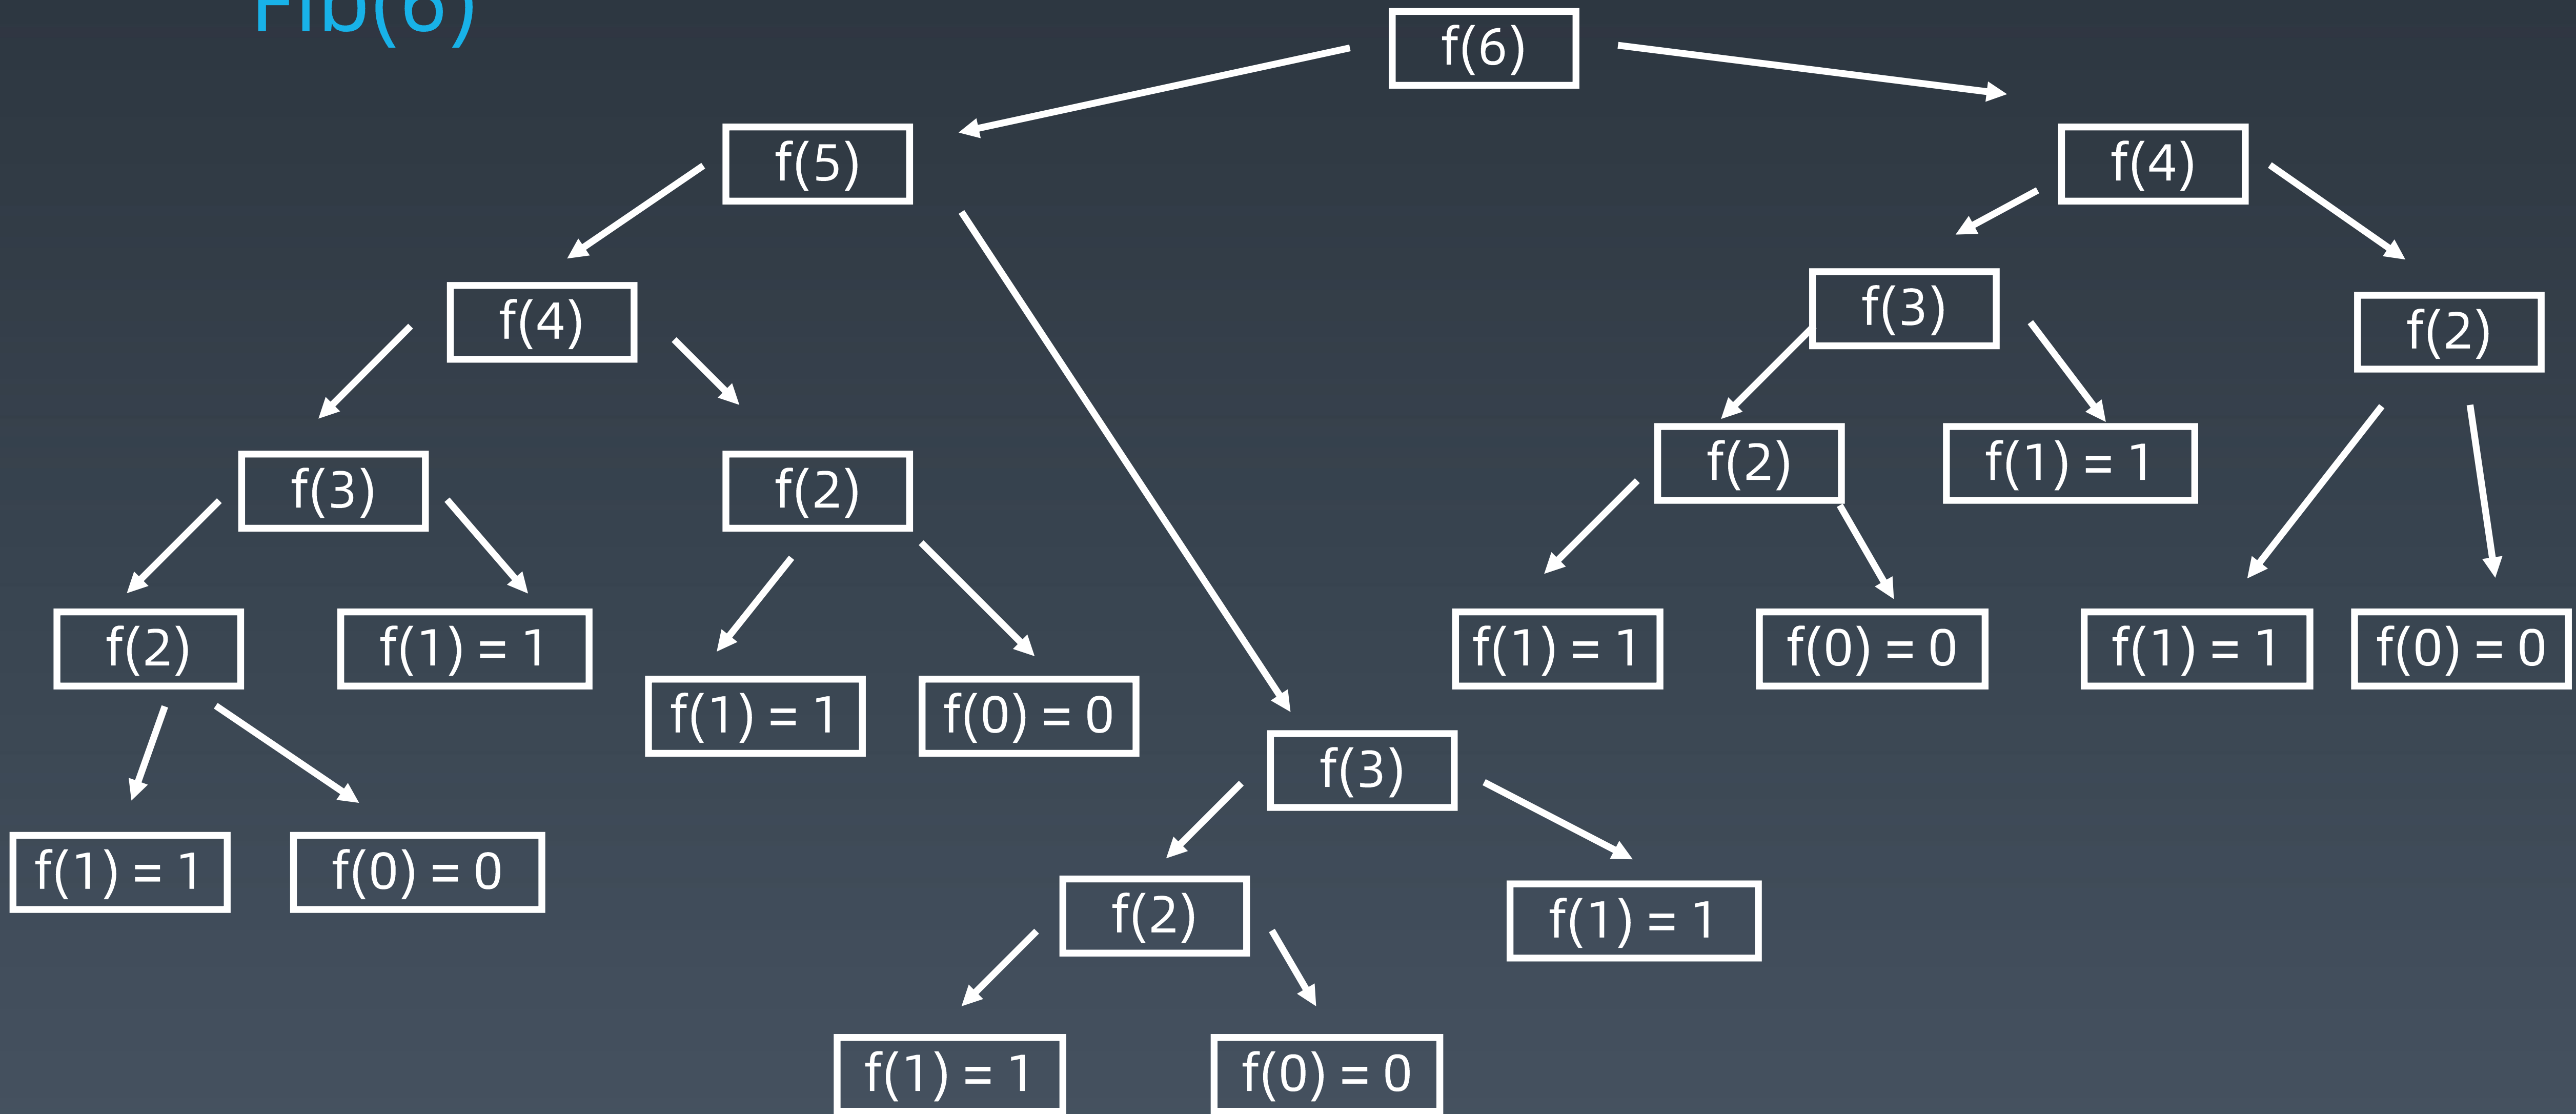 Fib(6)
f(6)
f(5)
f(4)
f(4)
f(3)
f(2)
f(3)
f(2)
f(2)
f(1) = 1
f(2)
f(1) = 1
f(1) = 1
f(0) = 0
f(1) = 1
f(0) = 0
f(1) = 1
f(0) = 0
f(3)
f(1) = 1
f(0) = 0
f(2)
f(1) = 1
f(1) = 1
f(0) = 0